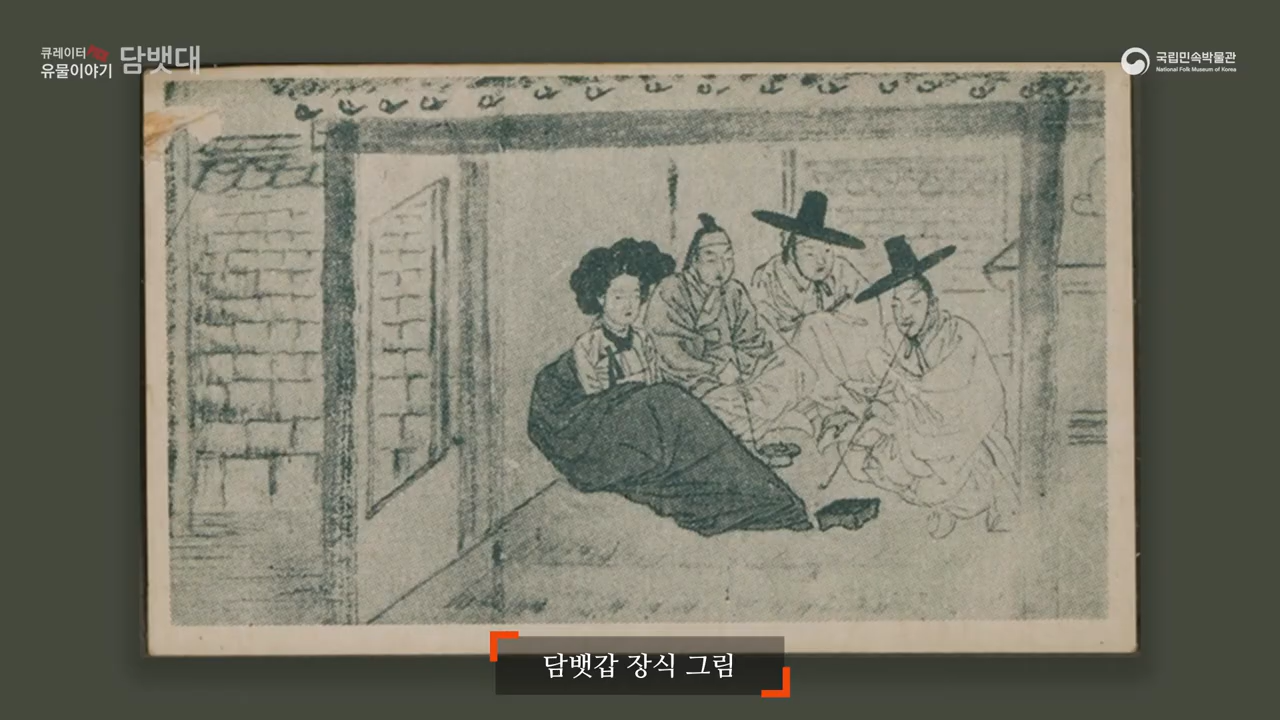 큐레이터
유물이야기
담뱃대
국립민속박물관
National Folk Museum of Korea
담뱃갑 장식 그림